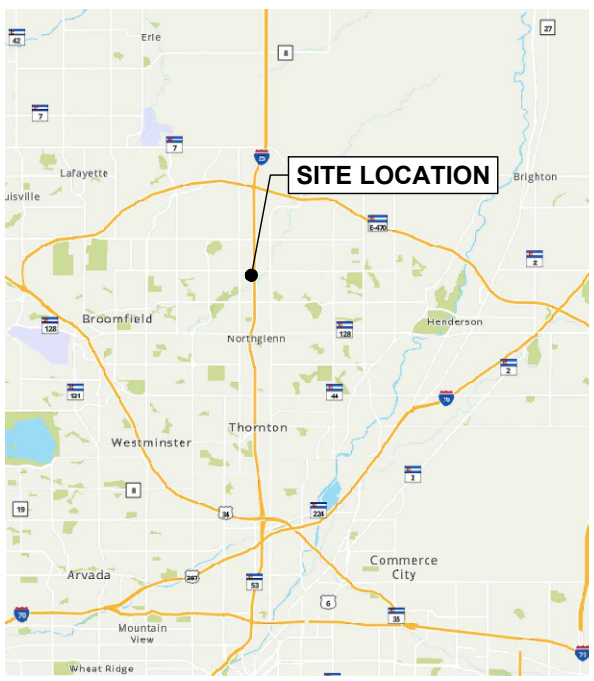 42
Erie
8
27
7
7
25
Lafayette
SITE LOCATION
Brighton
uisville
E-470
2
128
Broomfield
Henderson
Northglenn
128
2
121
44
76
Thornton
Westminster
2
8
19
36
224
Commerce
City
Arvada
287
53
6
70
35
Mountain
View
70
Wheat Ridge